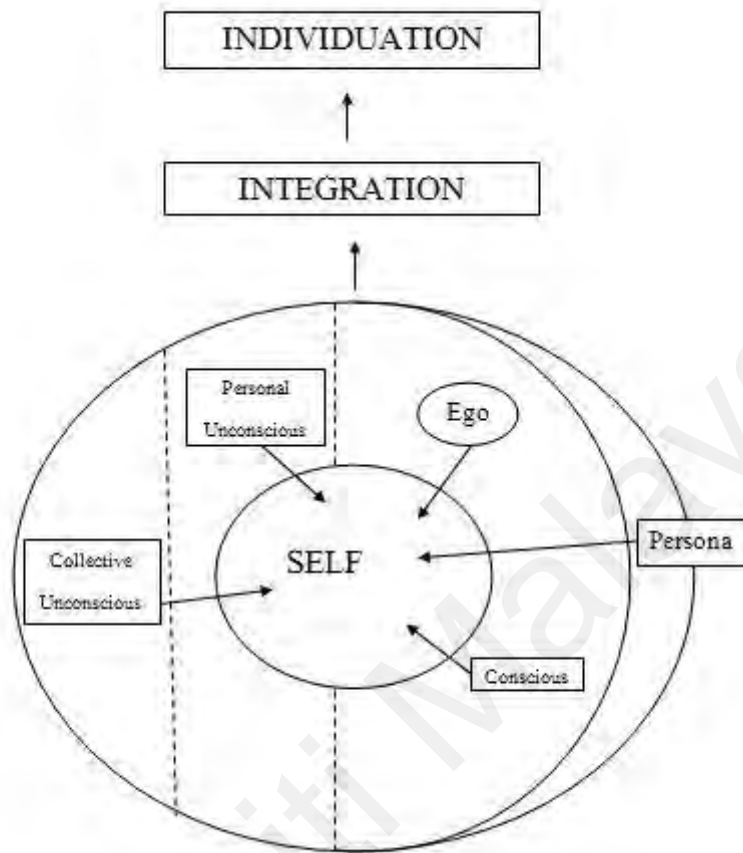 INDIVIDUATION
INTEGRATION
Personal
Unconscious
Ego
Collective
Unconscious
SELF
Persona
Conscious